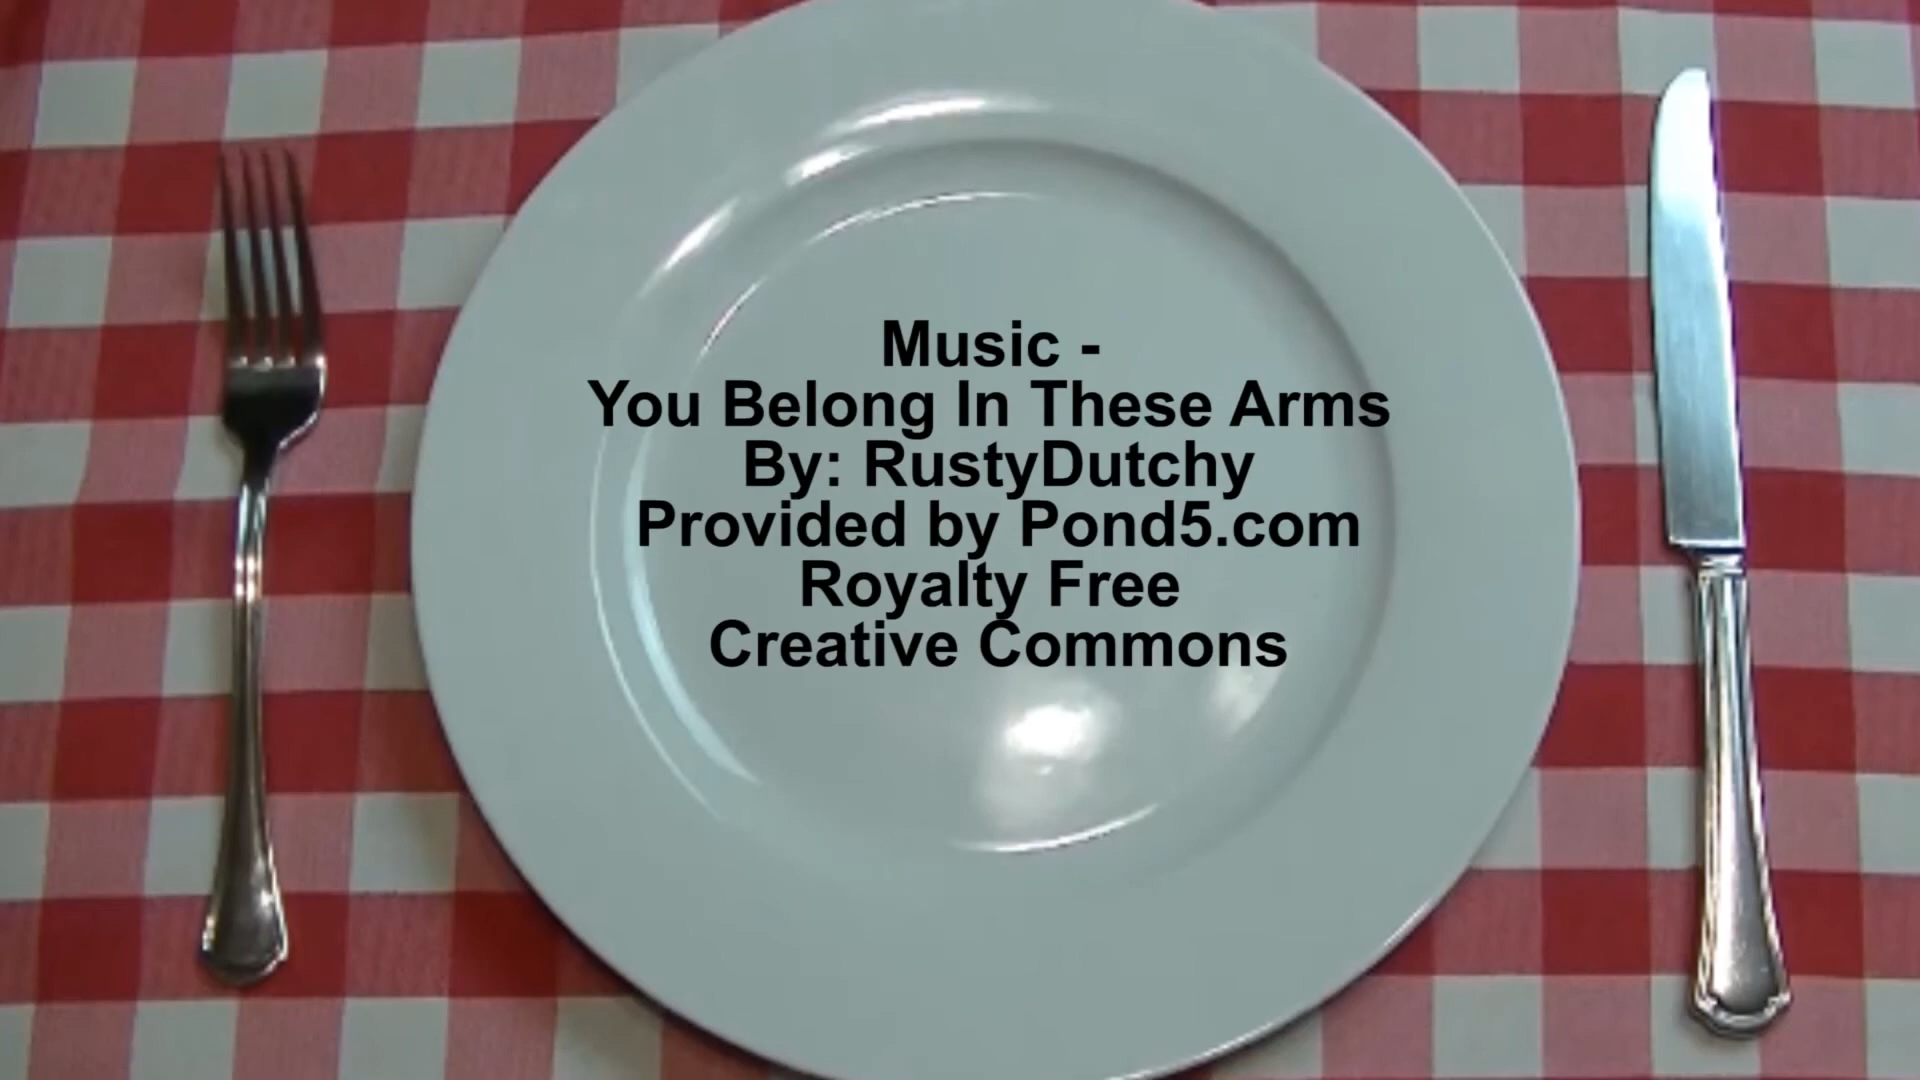 Music -
You Belong In These Arms
By: RustyDutchy
Provided by Pond5.com
Royalty Free
Creative Commons